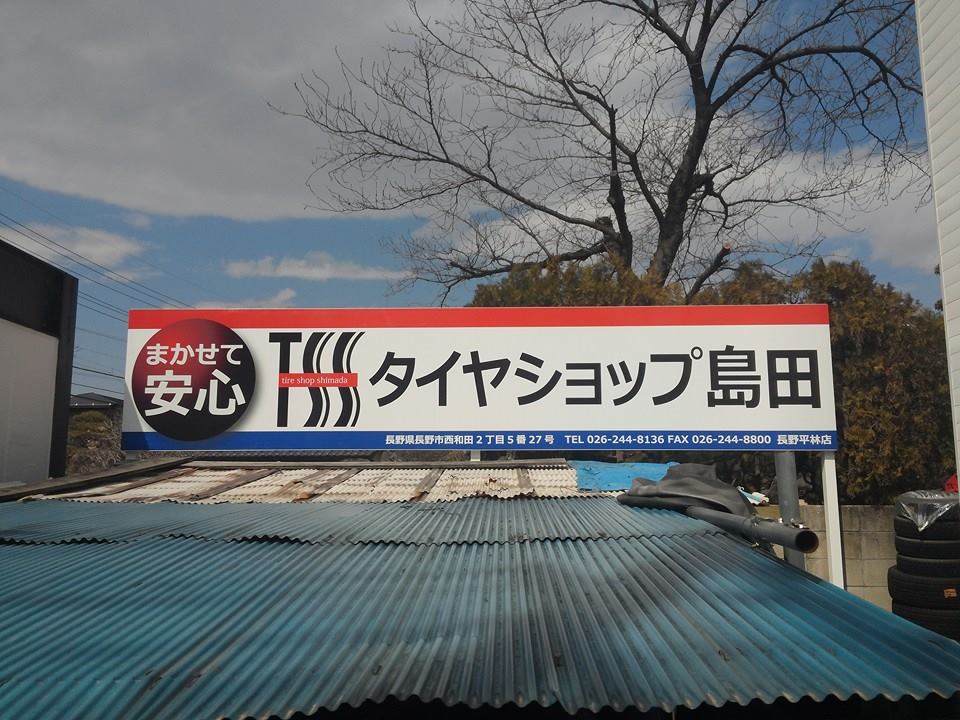 まかせて
安心
TSS
tire shop shimada
タイヤショップ島田
長野県長野市西和田2丁目5番27号 TEL 026-244-8136 FAX 026-244-8800 長野平林店